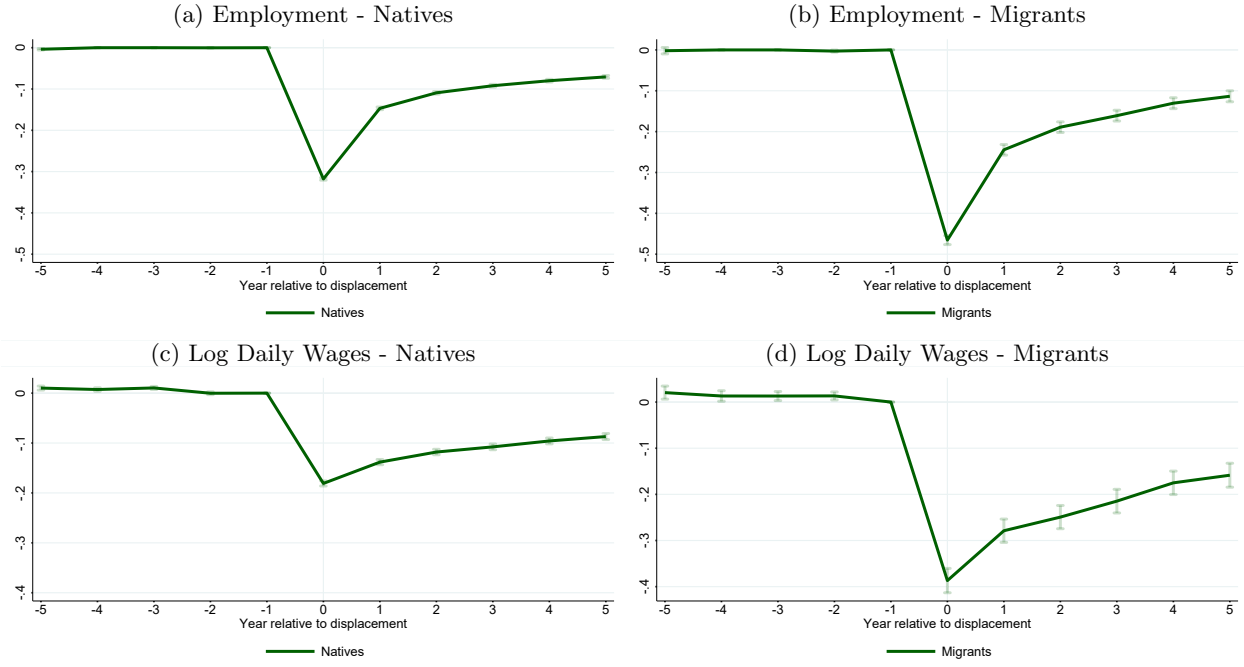 (a) Employment - Natives
0
-.1
-.2
-.3
-.4
-.5
-5 -4 -3 -2 -1 0 1 2 3 4 5
Year relative to displacement
Natives
(b) Employment - Migrants
0
-.1
-.2
-.3
-.4
-.5
-5 -4 -3 -2 -1 0 1 2 3 4 5
Year relative to displacement
Migrants
(c) Log Daily Wages - Natives
0
-.1
-.2
-.3
-.4
-5 -4 -3 -2 -1 0 1 2 3 4 5
Year relative to displacement
Natives
(d) Log Daily Wages - Migrants
0
-.1
-.2
-.3
-.4
-5 -4 -3 -2 -1 0 1 2 3 4 5
Year relative to displacement
Migrants